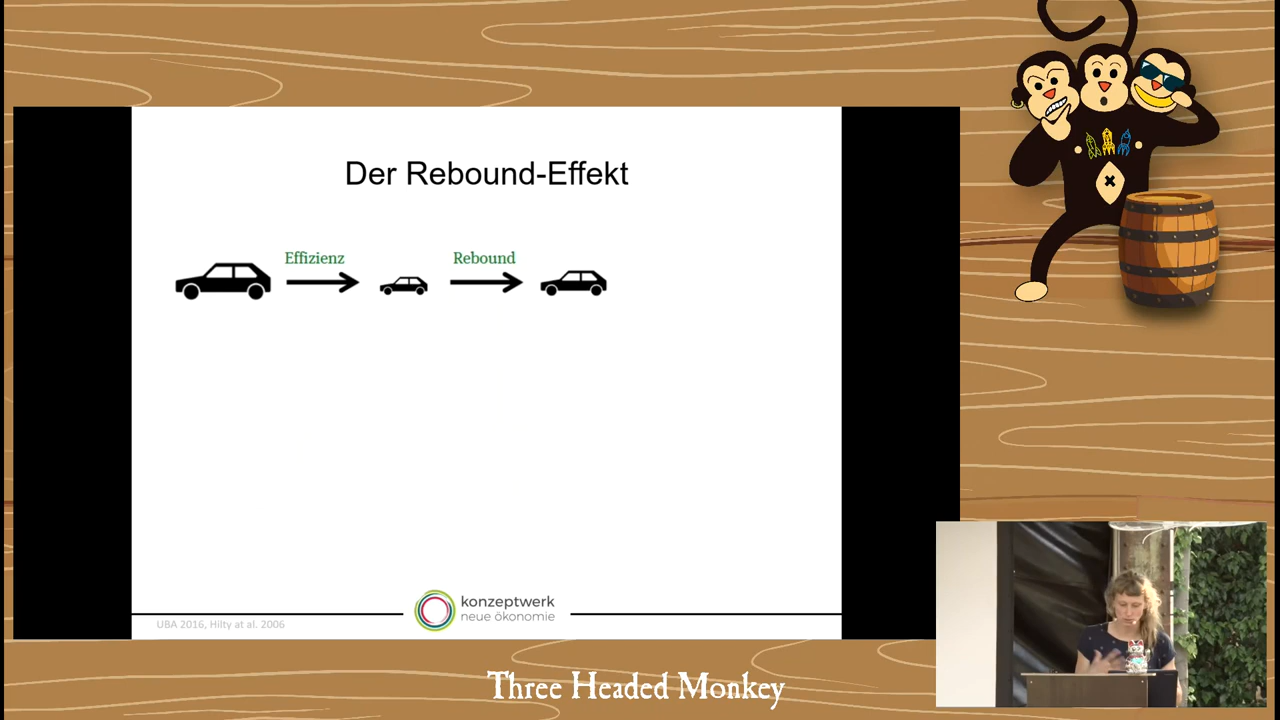 Der Rebound-Effekt
Effizienz
Rebound
konzeptwerk
neue ökonomie
UBA 2016, Hilty at al. 2006
Three Headed Monkey